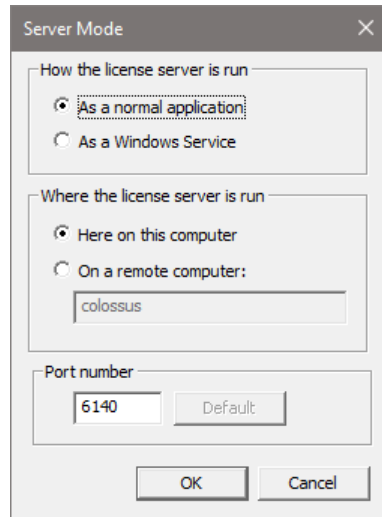 Server Mode
How the license server is run
As a normal application
As a Windows Service
Where the license server is run
Here on this computer
On a remote computer:
colossus
Port number
6140 Default
OK Cancel